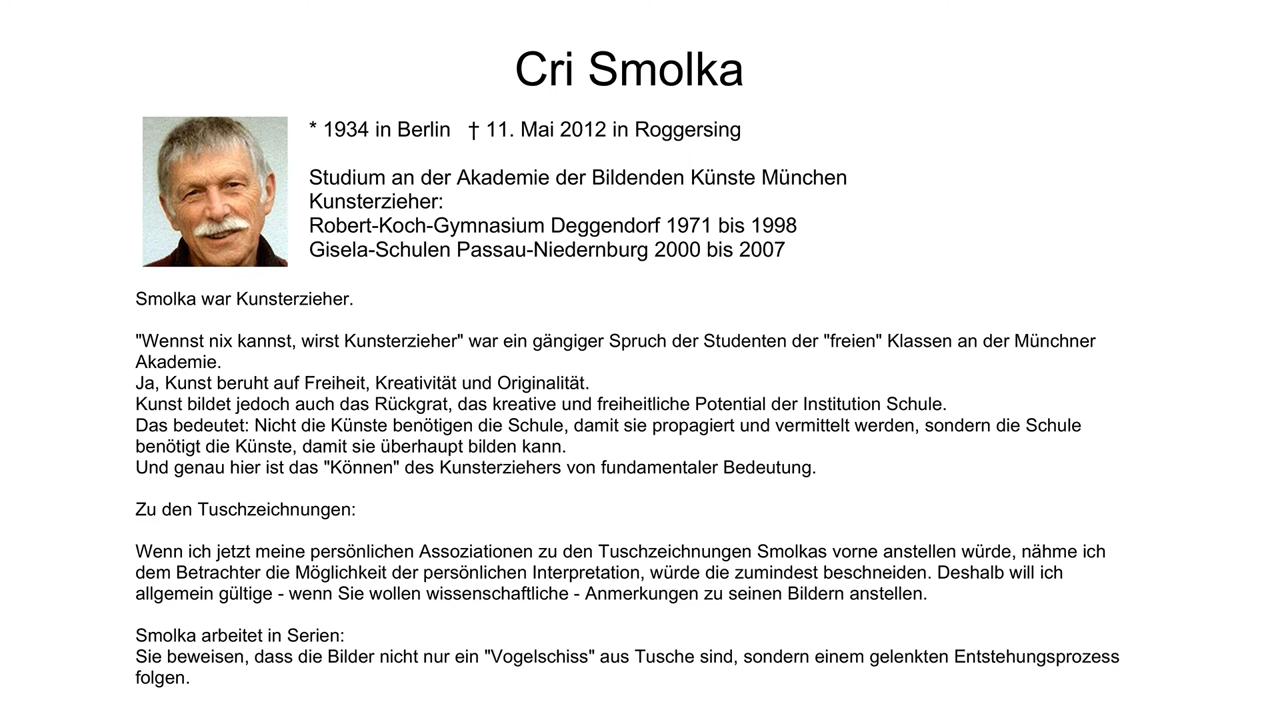 Cri Smolka
* 1934 in Berlin † 11. Mai 2012 in Roggersing
Studium an der Akademie der Bildenden Künste München
Kunsterzieher:
Robert-Koch-Gymnasium Deggendorf 1971 bis 1998
Gisela-Schulen Passau-Niedernburg 2000 bis 2007
Smolka war Kunsterzieher.
"Wennst nix kannst, wirst Kunsterzieher" war ein gängiger Spruch der Studenten der "freien" Klassen an der Münchner
Akademie.
Ja, Kunst beruht auf Freiheit, Kreativität und Originalität.
Kunst bildet jedoch auch das Rückgrat, das kreative und freiheitliche Potential der Institution Schule.
Das bedeutet: Nicht die Künste benötigen die Schule, damit sie propagiert und vermittelt werden, sondern die Schule
benötigt die Künste, damit sie überhaupt bilden kann.
Und genau hier ist das "Können" des Kunsterziehers von fundamentaler Bedeutung.
Zu den Tuschzeichnungen:
Wenn ich jetzt meine persönlichen Assoziationen zu den Tuschzeichnungen Smolkas vorne anstellen würde, nähme ich
dem Betrachter die Möglichkeit der persönlichen Interpretation, würde die zumindest beschneiden. Deshalb will ich
allgemein gültige - wenn Sie wollen wissenschaftliche - Anmerkungen zu seinen Bildern anstellen.
Smolka arbeitet in Serien:
Sie beweisen, dass die Bilder nicht nur ein "Vogelschiss" aus Tusche sind, sondern einem gelenkten Entstehungsprozess
folgen.